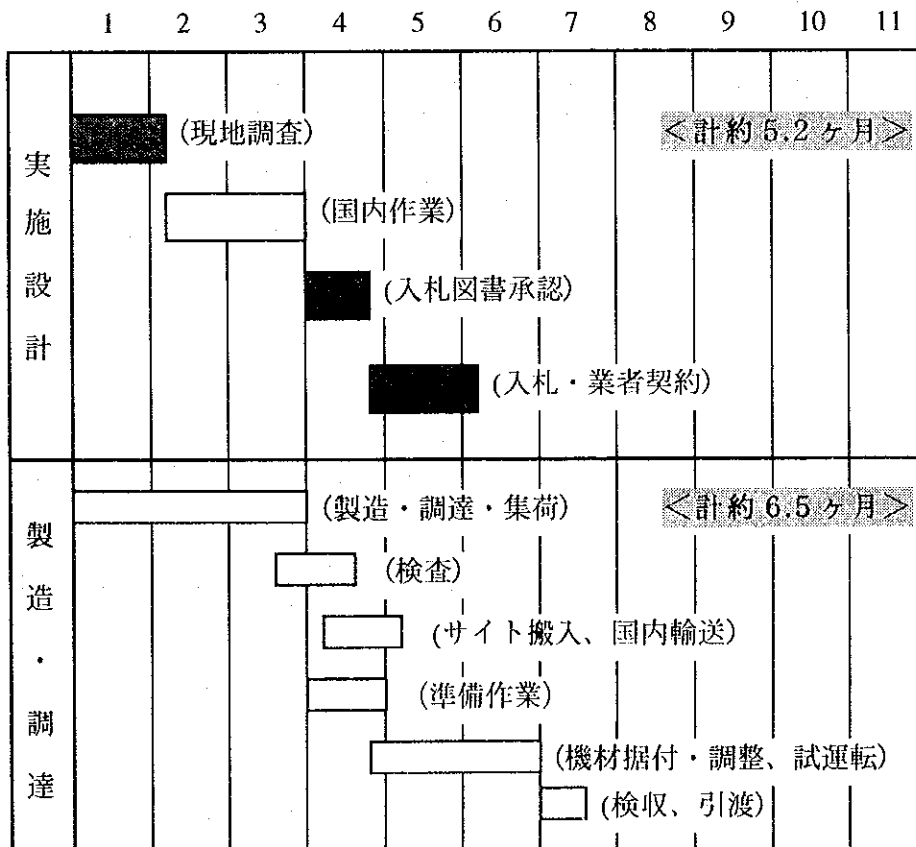 1 2 3 4 5 6 7 8 9 10 11
実施設計
(現地調査)
<計約 5.2 ヶ月>
(国内作業)
(入札図書承認)
(入札・業者契約)
製造・調達
(製造・調達・集荷)
<計約 6.5 ヶ月>
(検査)
(サイト搬入、国内輸送)
(準備作業)
(機材据付・調整、試運転)
(検収、引渡)